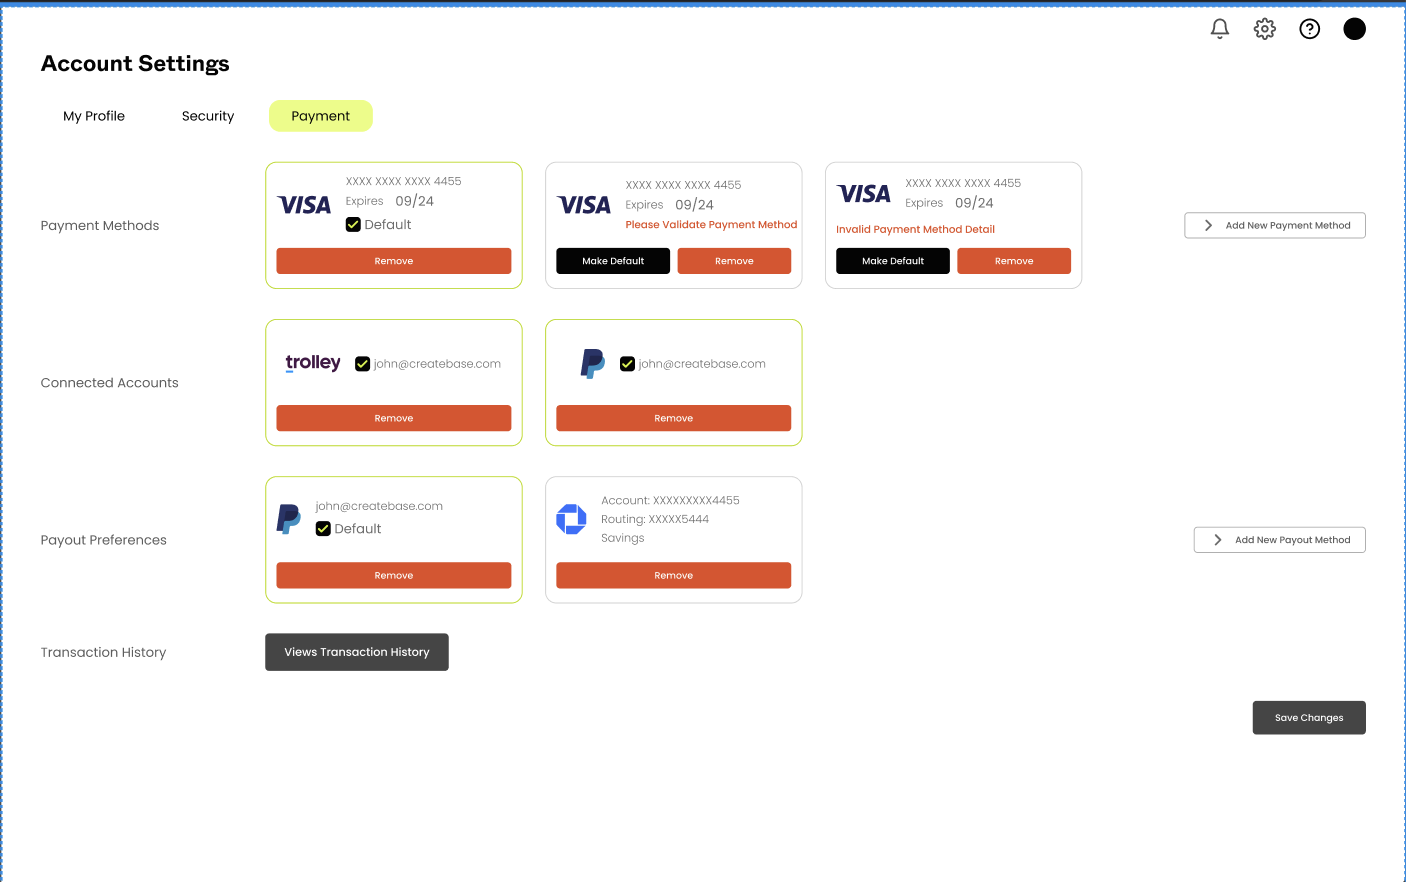 Account Settings
My Profile
Security
Payment
Payment Methods
VISA
XXXX XXXX XXXX 4455
Expires 09/24
Default
Remove
VISA
XXXX XXXX XXXX 4455
Expires 09/24
Please Validate Payment Method
Make Default
Remove
VISA
XXXX XXXX XXXX 4455
Expires 09/24
Invalid Payment Method Detail
Make Default
Remove
Add New Payment Method
Connected Accounts
trolley
john@createbase.com
Remove
john@createbase.com
Remove
Payout Preferences
john@createbase.com
Default
Remove
Account: XXXXXXXXX4455
Routing: XXXXX5444
Savings
Remove
Add New Payout Method
Transaction History
Views Transaction History
Save Changes